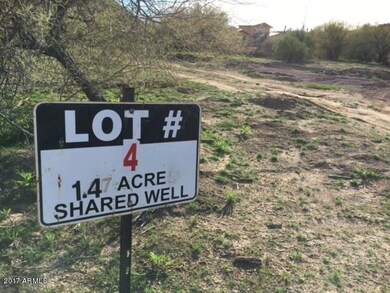 LOT #
4
1.47 ACRE
SHARED WELL
2017 ARMLS